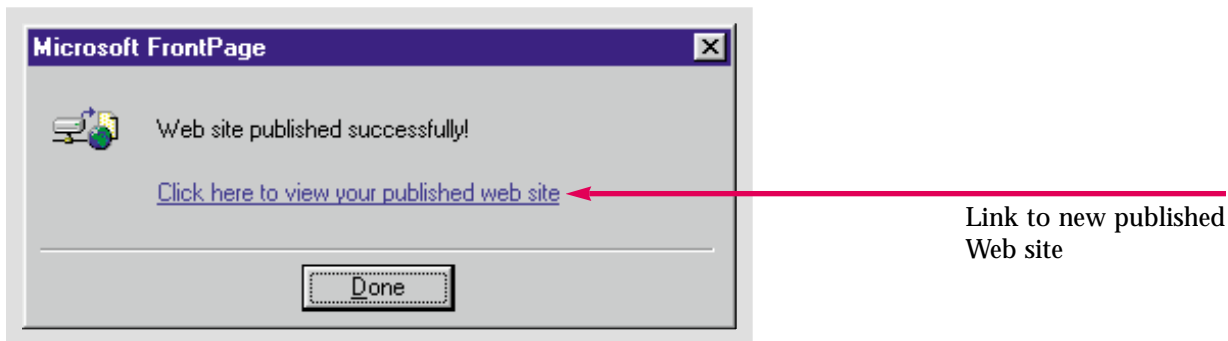 Microsoft FrontPage
Web site published successfully!
Click here to view your published web site
Link to new published
Web site
Done